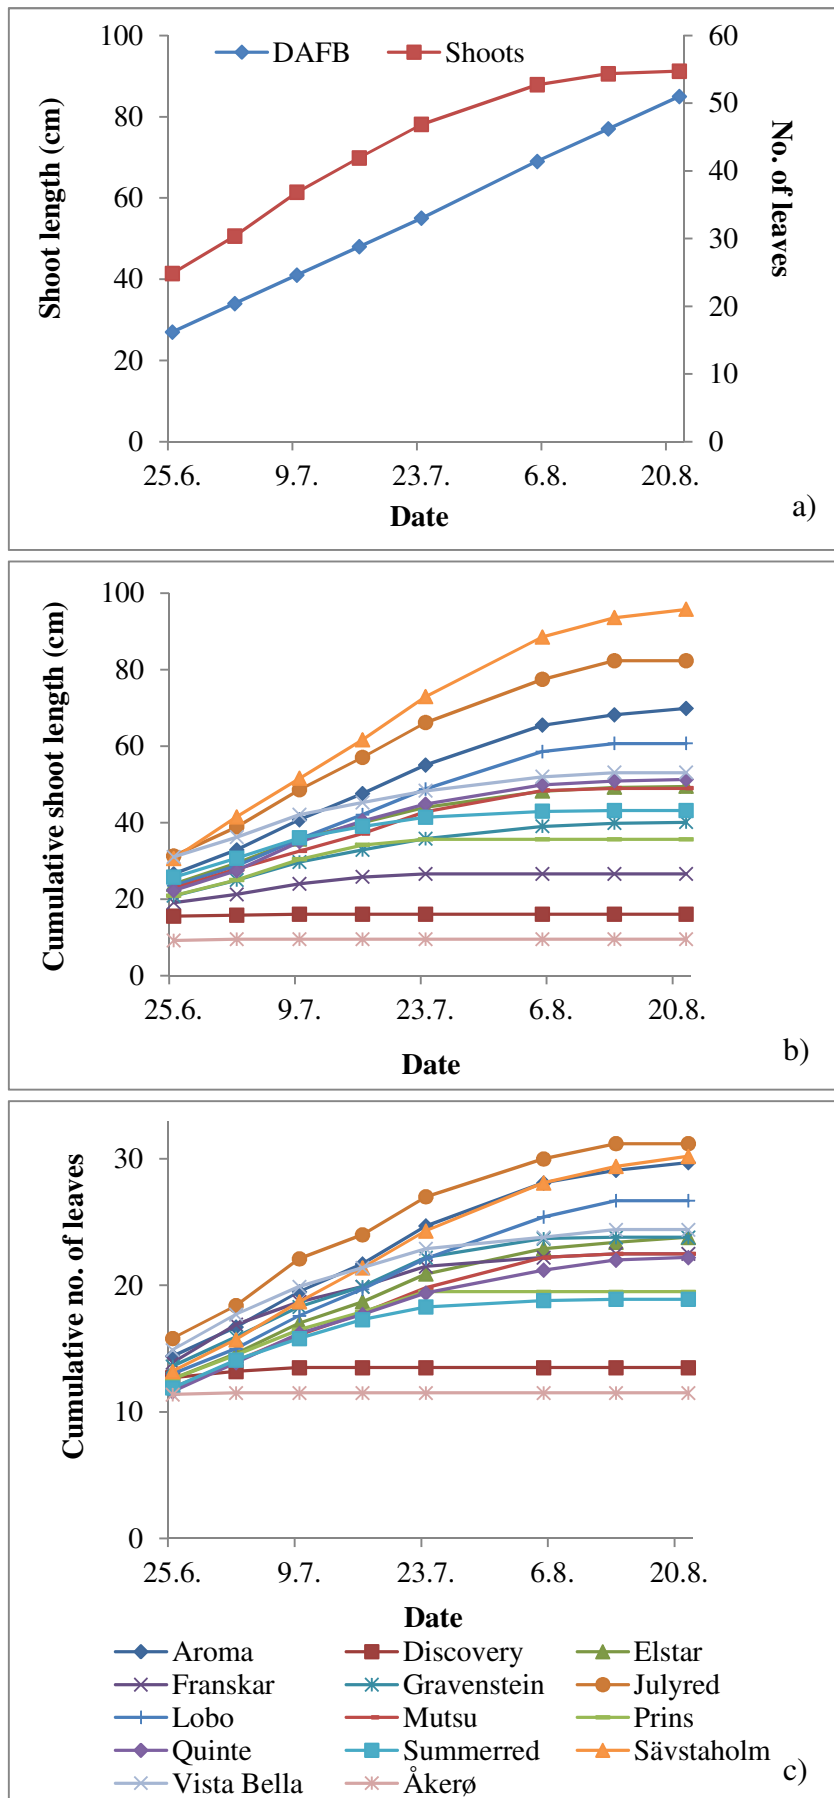 DAFB Shoots
100
80
60
40
20
0
Shoot length (cm)
60
50
40
30
20
10
0
No. of leaves
25.6. 9.7. 23.7. 6.8. 20.8.
Date
a)
100
80
60
40
20
0
Cumulative shoot length (cm)
25.6. 9.7. 23.7. 6.8. 20.8.
Date
b)
30
20
10
0
Cumulative no. of leaves
25.6. 9.7. 23.7. 6.8. 20.8.
Date
Aroma Discovery Elstar
Franskar Gravenstein Julyred
Lobo Mutsu Prins
Quinte Summerred Sävstaholm
Vista Bella Åkerø
c)